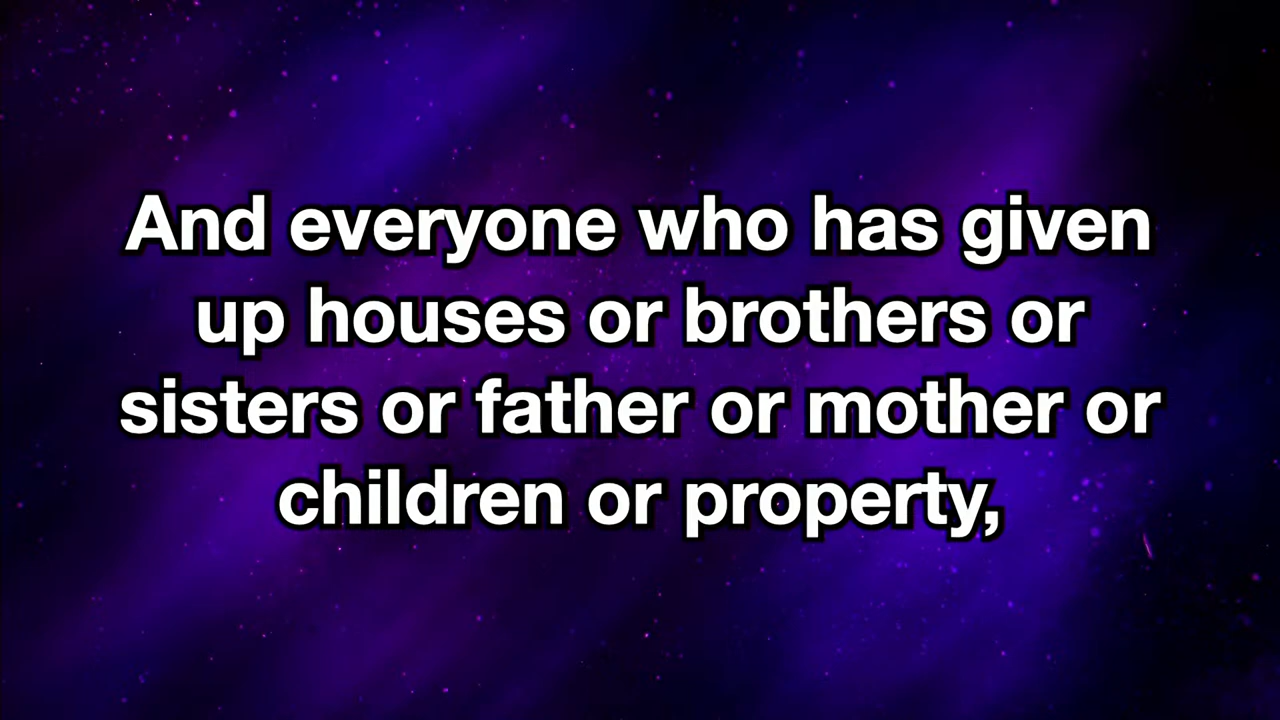 And everyone who has given
up houses or brothers or
sisters or father or mother or
children or property,